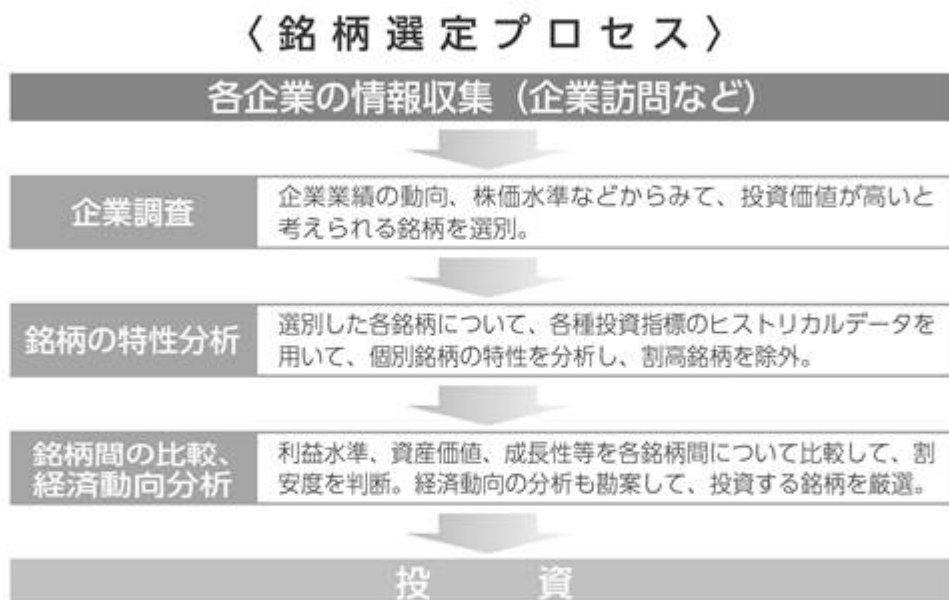 〈銘柄選定プロセス〉
各企業の情報収集（企業訪問など）
企業調査
企業業績の動向、株価水準などからみて、投資価値が高いと
考えられる銘柄を選別。
銘柄の特性分析
選別した各銘柄について、各種投資指標のヒストリカルデータを
用いて、個別銘柄の特性を分析し、割高銘柄を除外。
銘柄間の比較、
経済動向分析
利益水準、資産価値、成長性等を各銘柄間について比較して、割
安度を判断。経済動向の分析も勘案して、投資する銘柄を厳選。
投　資